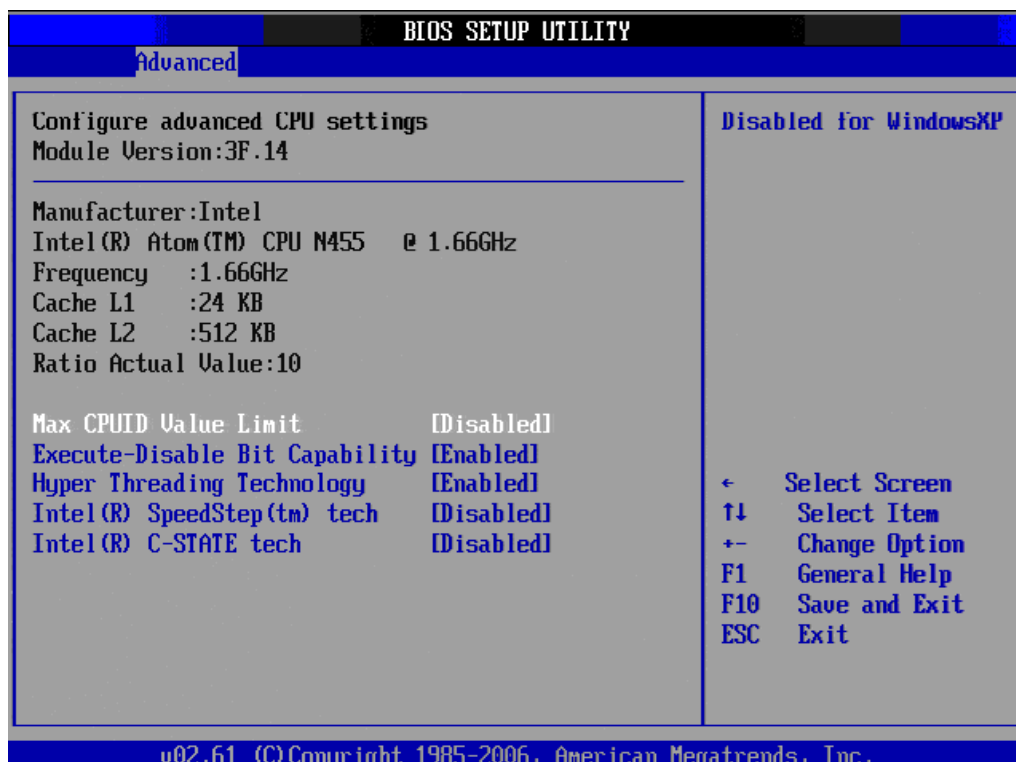 BIOS SETUP UTILITY
Advanced
Configure advanced CPU settings
Module Version:3F.14
Manufacturer:Intel
Intel(R) Atom(TM) CPU N455 @ 1.66GHz
Frequency :1.66GHz
Cache L1 :24 KB
Cache L2 :512 KB
Ratio Actual Value:10
Max CPUID Value Limit [Disabled]
Execute-Disable Bit Capability [Enabled]
Hyper Threading Technology [Enabled]
Intel(R) SpeedStep(tm) tech [Disabled]
Intel(R) C-STATE tech [Disabled]
Disabled for WindowsXP
← Select Screen
↑↓ Select Item
+- Change Option
F1 General Help
F10 Save and Exit
ESC Exit
v02.61 (C)Copyright 1985-2006, American Megatrends, Inc.